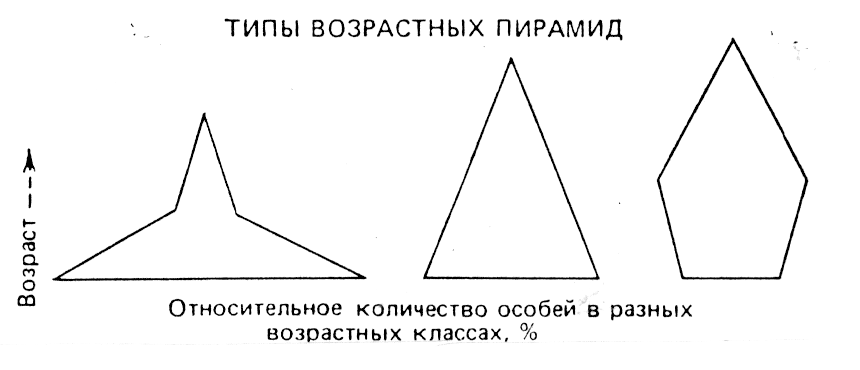 ТИПЫ ВОЗРАСТНЫХ ПИРАМИД
Возраст
Относительное количество особей в разных
возрастных классах, %